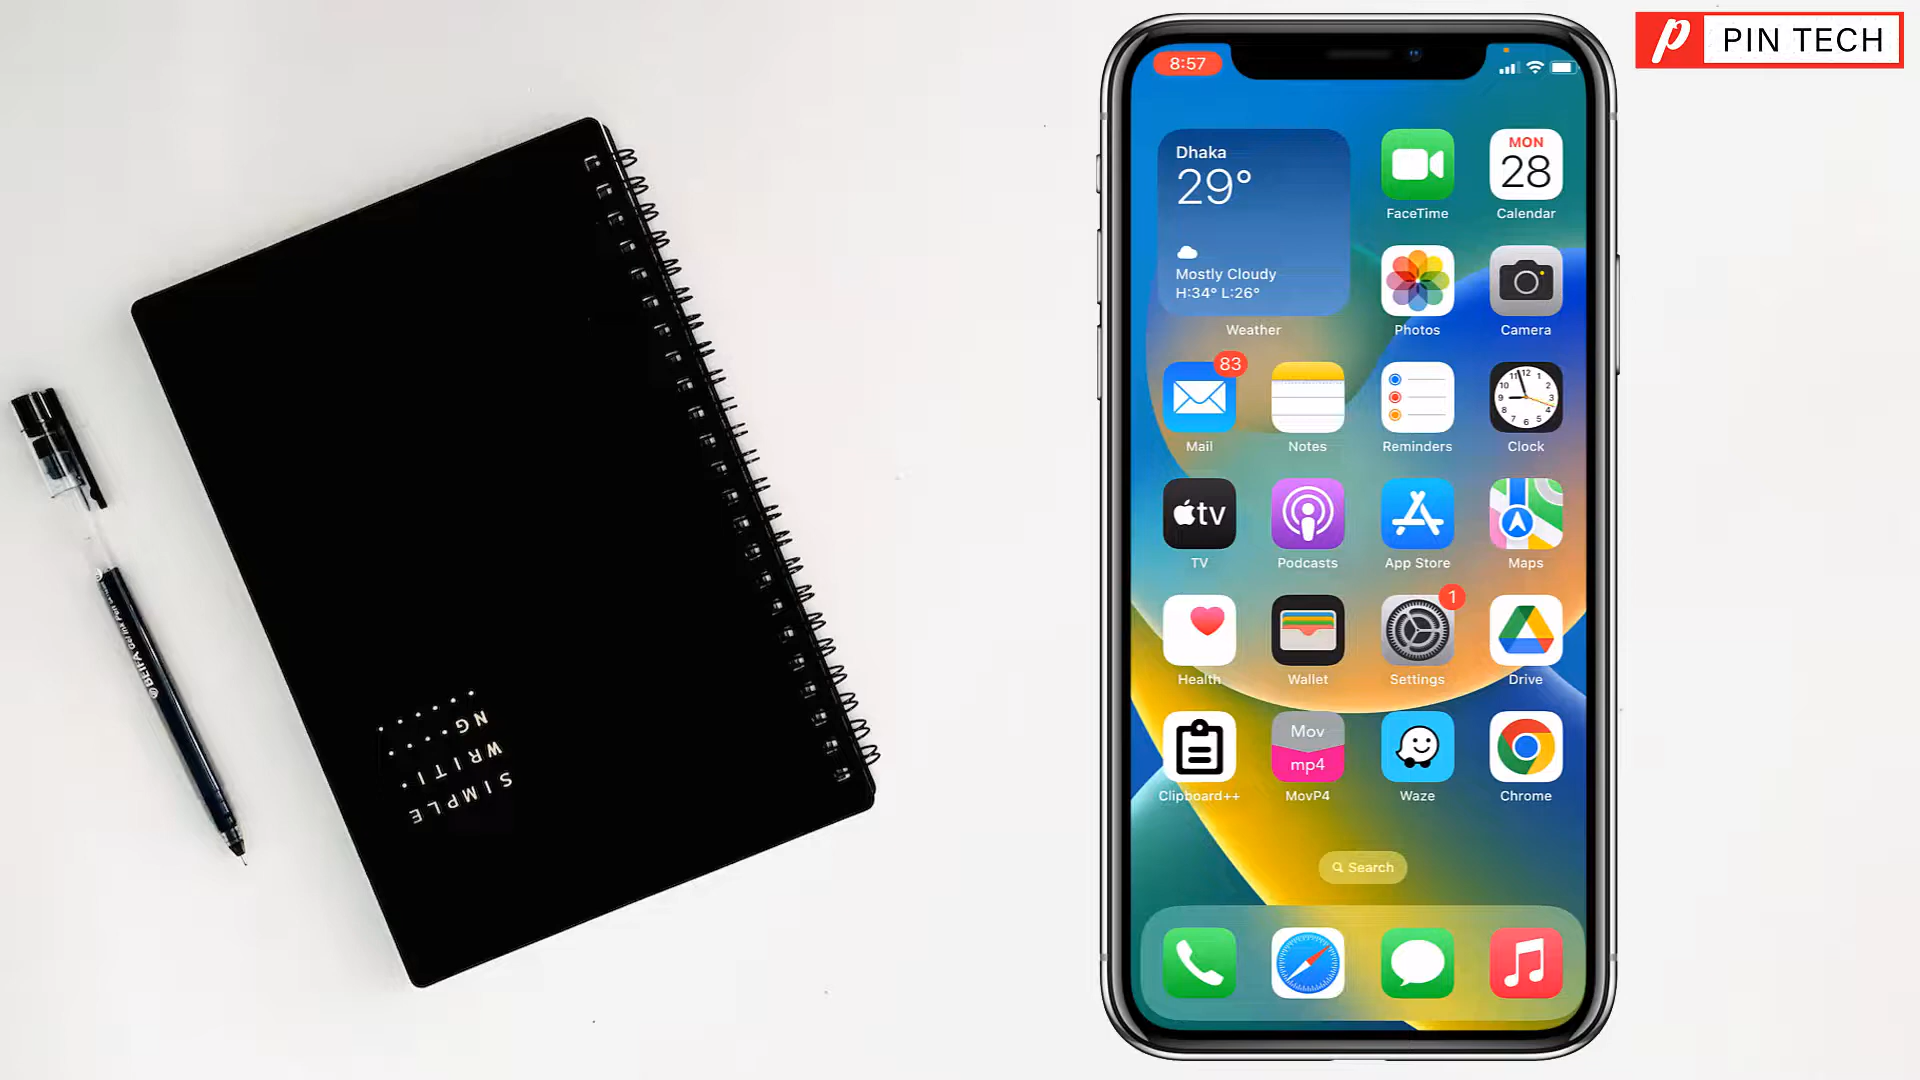 PIN TECH
8:57
Dhaka
29°
Mostly Cloudy
H:34° L:26°
Weather
FaceTime
MON
28
Calendar
Photos
Camera
83
Mail
Notes
Reminders
Clock
tv
TV
Podcasts
App Store
Maps
Health
Wallet
1
Settings
Drive
Clipboard++
Mov
mp4
MovP4
Waze
Chrome
Search
SIMPLE
WRITI
NG